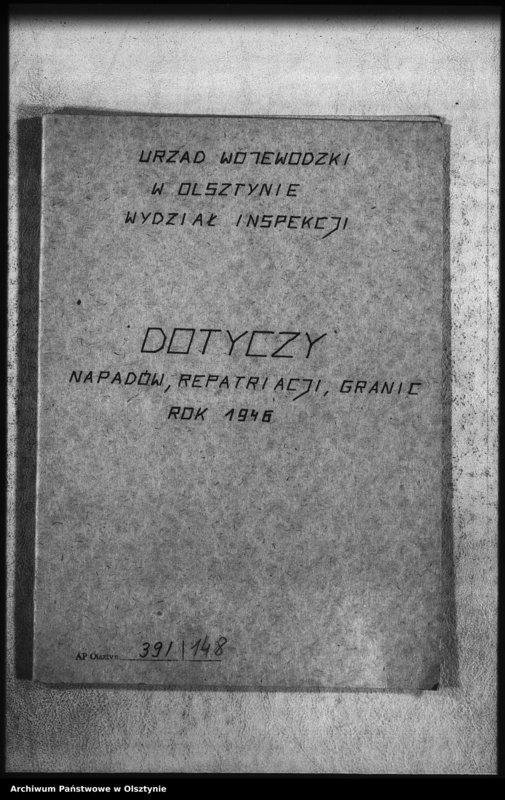 URZAD WOJEWODZKI
W OLSZTYNIE
WYDZIAŁ INSPEKCJI
DOTYCZY
NAPADÓW, REPATRIACJI, GRANIC
ROK 1946
AP Olsztyn 391/148
Archiwum Państwowe w Olsztynie